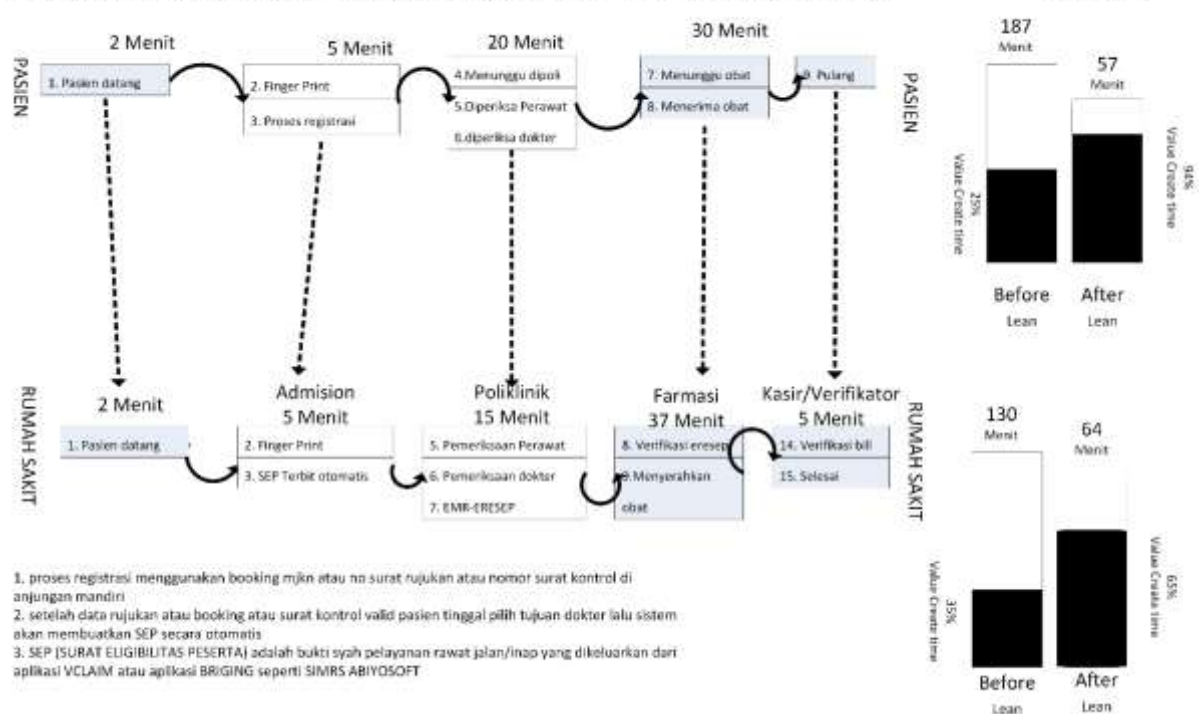 2 Menit
5 Menit
20 Menit
30 Menit
PASIEN
1. Pasien datang
2. Finger Print
3. Proses registrasi
4.Menunggu dipoli
5.Diperiksa Perawat
6.diperiksa dokter
7. Menunggu obat
8. Menerima obat
9. Pulang
PASIEN
187
Menit
57
Menit
25%
Value Create time
94%
Value Create time
Before
Lean
After
Lean
RUMAH SAKIT
2 Menit
Admision
5 Menit
Poliklinik
15 Menit
Farmasi
37 Menit
Kasir/Verifikator
5 Menit
1. Pasien datang
2. Finger Print
3. SEP Terbit otomatis
5. Pemeriksaan Perawat
6. Pemeriksaan dokter
7. EMR-ERESEP
8. Verifikasi eresep
9.Menyerahkan
obat
14. Verifikasi bill
15. Selesai
RUMAH SAKIT
130
Menit
64
Menit
35%
Value Create time
65%
Value Create time
Before
Lean
After
Lean
1. proses registrasi menggunakan booking mjkn atau no surat rujukan atau nomor surat kontrol di
anjungan mandiri
2. setelah data rujukan atau booking atau surat kontrol valid pasien tinggal pilih tujuan dokter lalu sistem
akan membuatkan SEP secara otomatis
3. SEP (SURAT ELIGIBILITAS PESERTA) adalah bukti syah pelayanan rawat jalan/inap yang dikeluarkan dari
aplikasi VCLAIM atau aplikasi BRIGING seperti SIMRS ABIYOSOFT